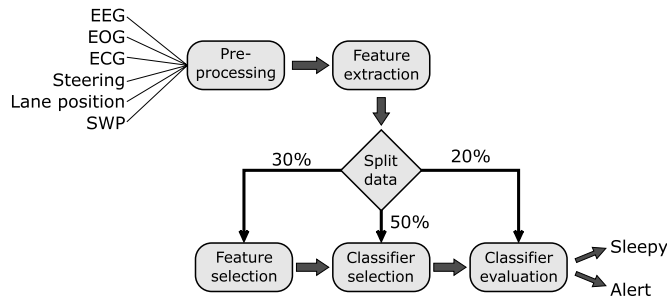 EEG
EOG
ECG
Steering
Lane position
SWP
Pre-
processing
Feature
extraction
Split
data
30%
20%
50%
Feature
selection
Classifier
selection
Classifier
evaluation
Sleepy
Alert